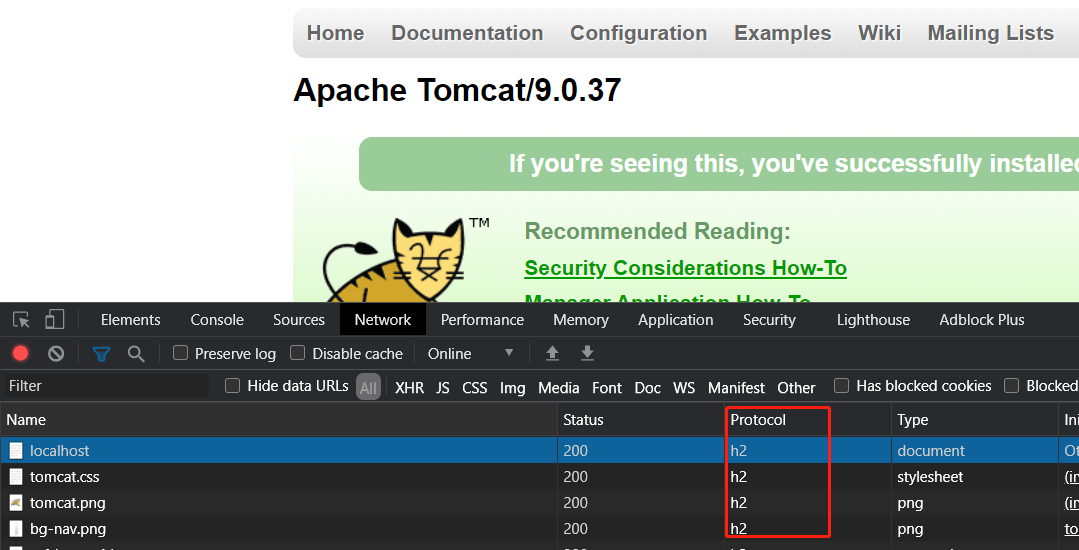 Home Documentation Configuration Examples Wiki Mailing Lists
Apache Tomcat/9.0.37
If you're seeing this, you've successfully installed
TM
Recommended Reading:
Security Considerations How-To
Manager Application How-To
Elements Console Sources Network Performance Memory Application Security Lighthouse Adblock Plus
Preserve log Disable cache Online
Filter Hide data URLs All XHR JS CSS Img Media Font Doc WS Manifest Other Has blocked cookies Blocked
Name Status Protocol Type Ini
localhost 200 h2 document Ot
tomcat.css 200 h2 stylesheet (in
tomcat.png 200 h2 png (in
bg-nav.png 200 h2 png to